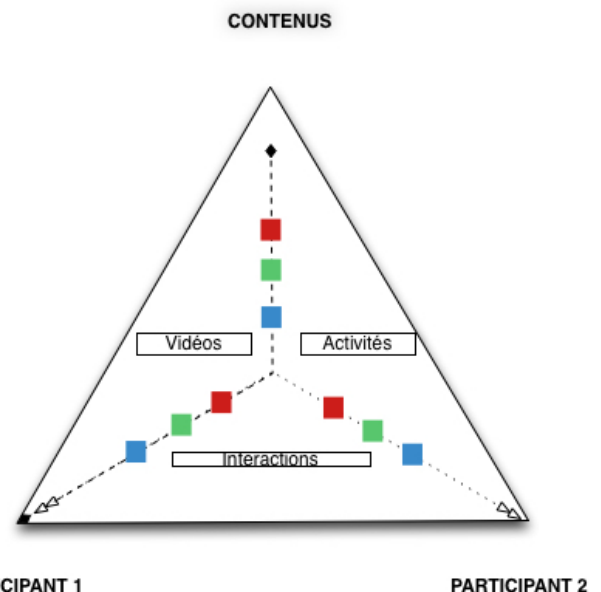 CONTENUS
Vidéos
Activités
Interactions
CIPANT 1
PARTICIPANT 2